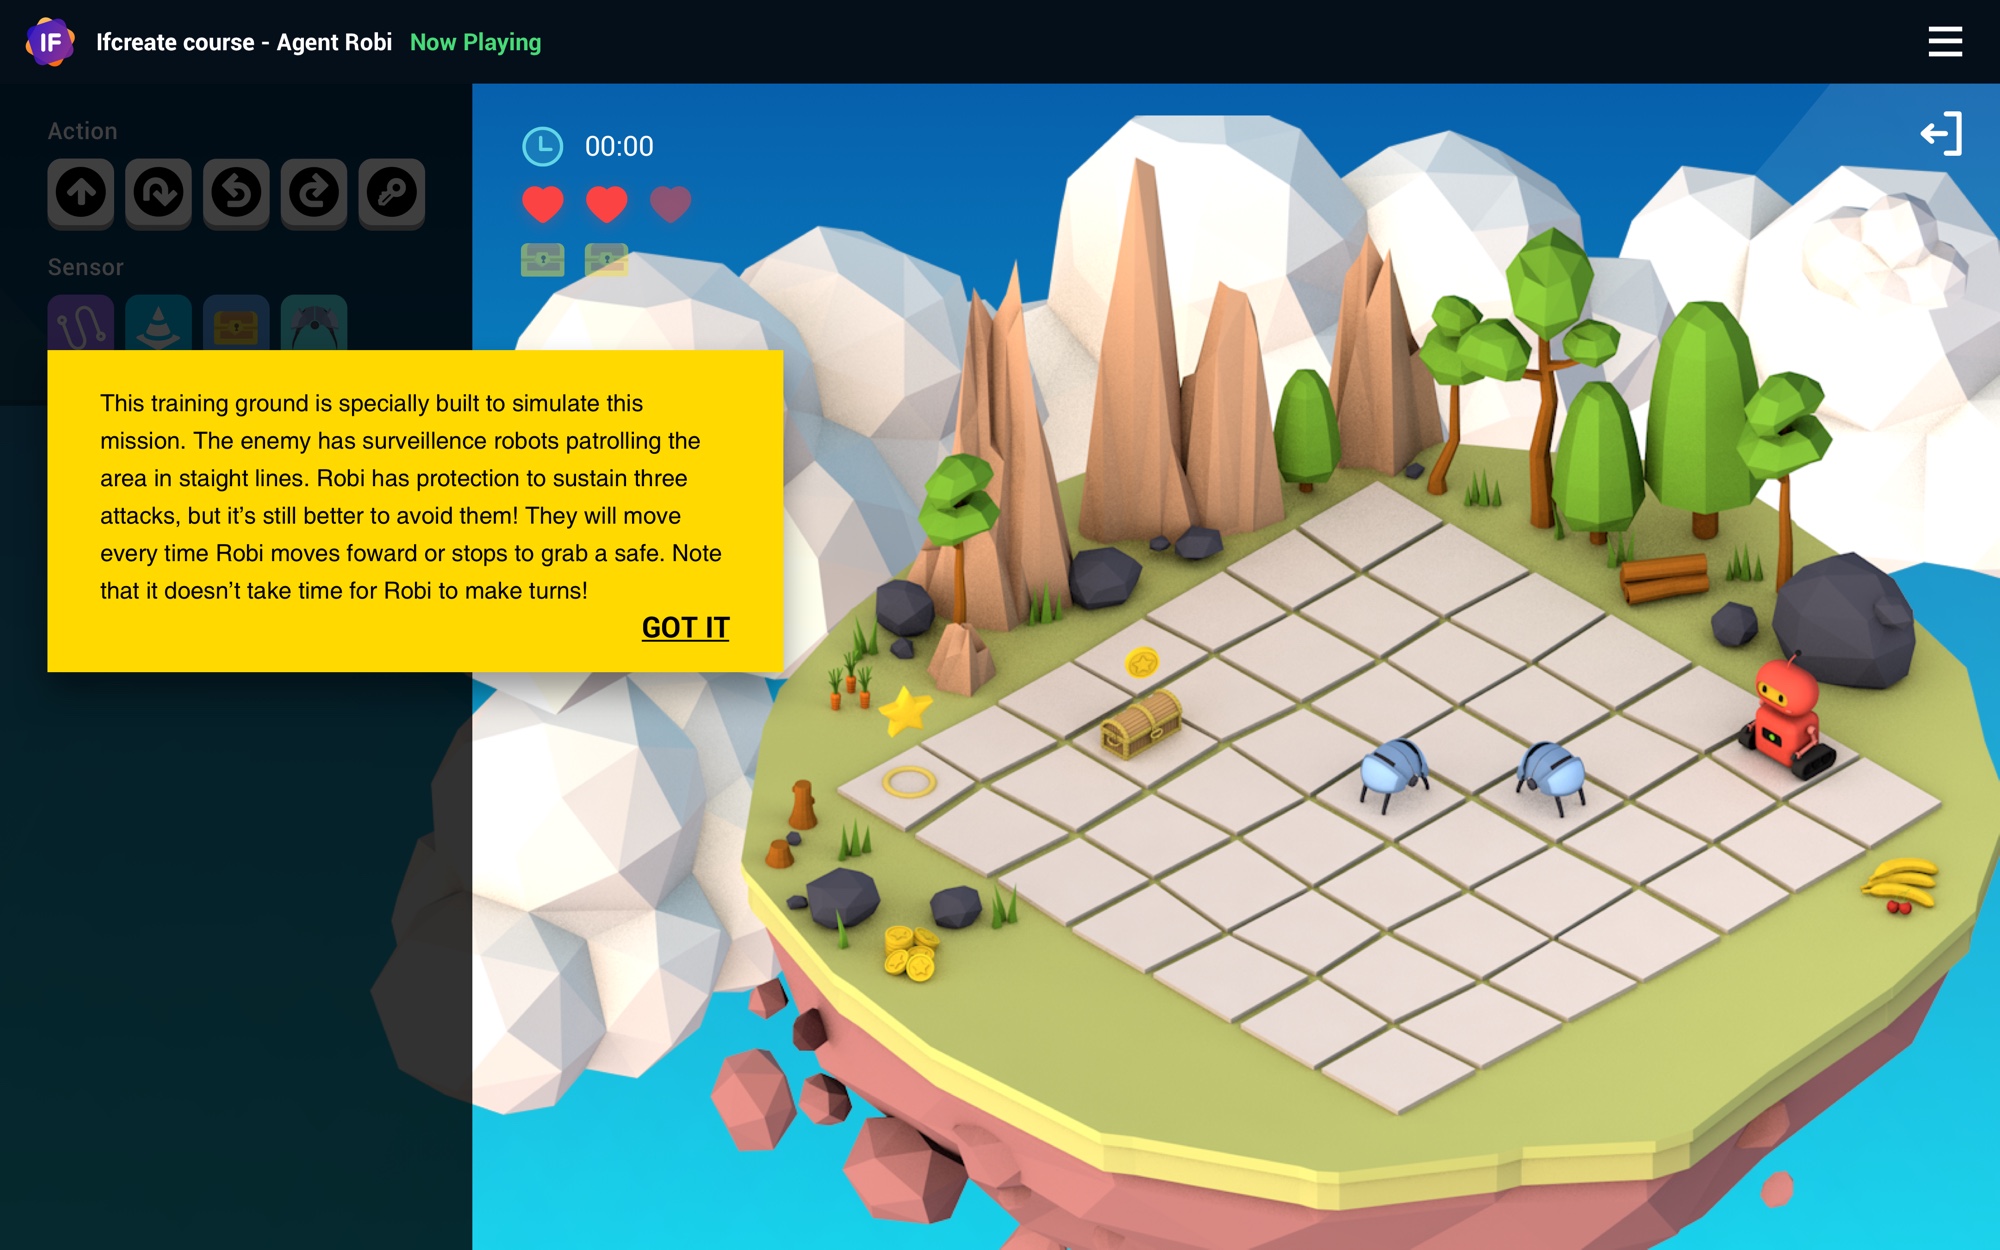 IF Ifcreate course - Agent Robi Now Playing
Action
00:00
Sensor
This training ground is specially built to simulate this
mission. The enemy has surveillence robots patrolling the
area in staight lines. Robi has protection to sustain three
attacks, but it’s still better to avoid them! They will move
every time Robi moves foward or stops to grab a safe. Note
that it doesn’t take time for Robi to make turns!
GOT IT